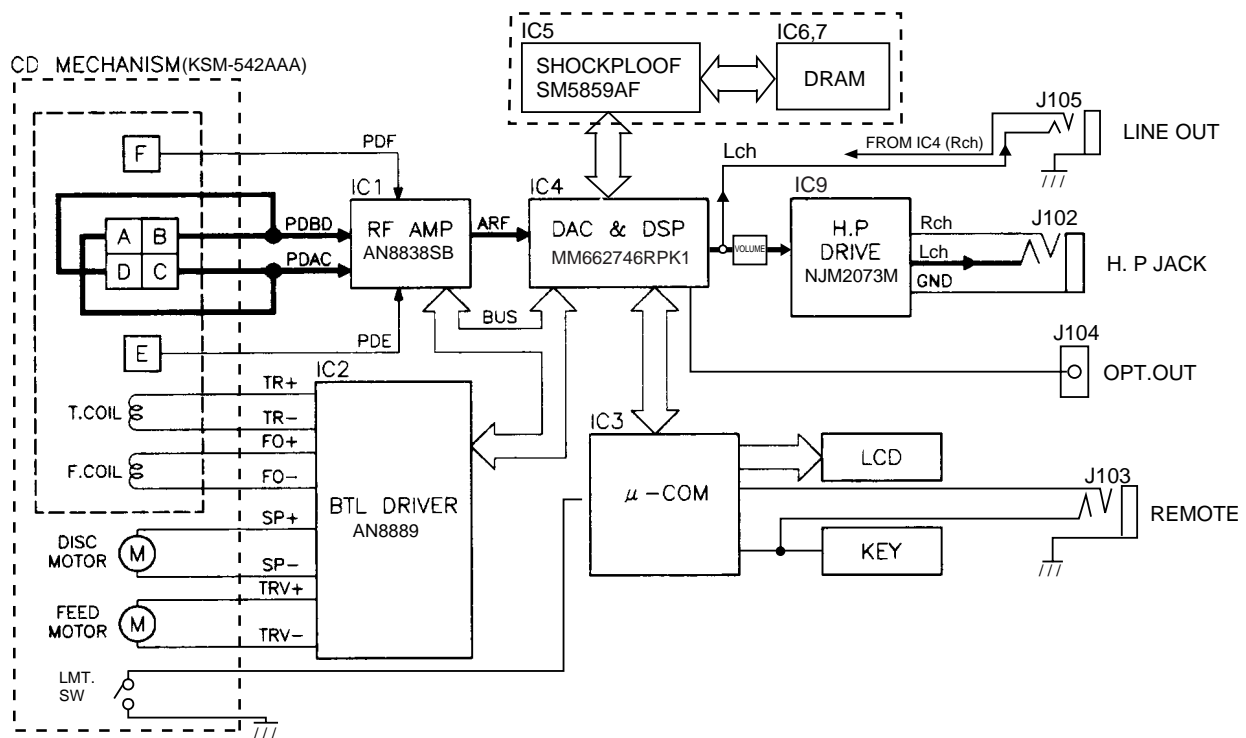 IC5
IC6,7
CD MECHANISM(KSM-542AAA)
SHOCKPLOOF
SM5859AF
DRAM
J105
LINE OUT
FROM IC4 (Rch)
Lch
F
PDF
IC1
IC4
IC9
A B
D C
PDBD
PDAC
RF AMP
AN8838SB
ARF
DAC & DSP
MM662746RPK1
VOLUME
H.P
DRIVE
NJM2073M
Rch
Lch
GND
J102
H. P JACK
BUS
E
PDE
J104
OPT.OUT
IC2
T.COIL
TR+
TR-
F.COIL
FO+
FO-
IC3
LCD
J103
μ-COM
REMOTE
BTL DRIVER
AN8889
DISC
MOTOR
M
SP+
SP-
KEY
FEED
MOTOR
M
TRV+
TRV-
LMT.
SW